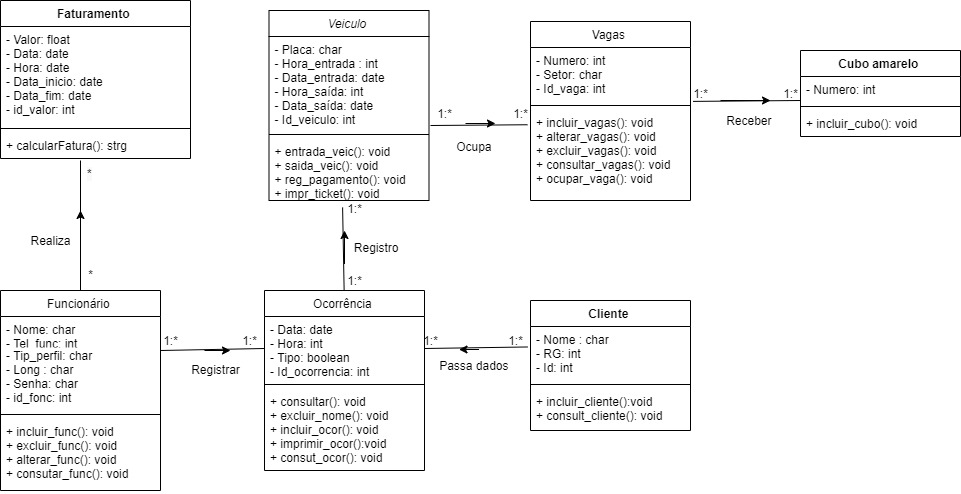 Faturamento
- Valor: float
- Data: date
- Hora: date
- Data_inicio: date
- Data_fim: date
- id_valor: int
+ calcularFatura(): strg
Veiculo
- Placa: char
- Hora_entrada : int
- Data_entrada: date
- Hora_saída: int
- Data_saída: date
- Id_veiculo: int
+ entrada_veic(): void
+ saida_veic(): void
+ reg_pagamento(): void
+ impr_ticket(): void
1:*
1:*
Ocupa
Vagas
- Numero: int
- Setor: char
- Id_vaga: int
+ incluir_vagas(): void
+ alterar_vagas(): void
+ excluir_vagas(): void
+ consultar_vagas(): void
+ ocupar_vaga(): void
1:*
1:*
Receber
Cubo amarelo
- Numero: int
+ incluir_cubo(): void
*
Realiza
*
1:*
Registro
1:*
Funcionário
- Nome: char
- Tel_func: int
- Tip_perfil: char
- Long : char
- Senha: char
- id_fonc: int
+ incluir_func(): void
+ excluir_func(): void
+ alterar_func(): void
+ consutar_func(): void
1:*
1:*
Registrar
Ocorrência
- Data: date
- Hora: int
- Tipo: boolean
- Id_ocorrencia: int
+ consultar(): void
+ excluir_nome(): void
+ incluir_ocor(): void
+ imprimir_ocor():void
+ consut_ocor(): void
1:*
1:*
Passa dados
Cliente
- Nome : char
- RG: int
- Id: int
+ incluir_cliente():void
+ consult_cliente(): void